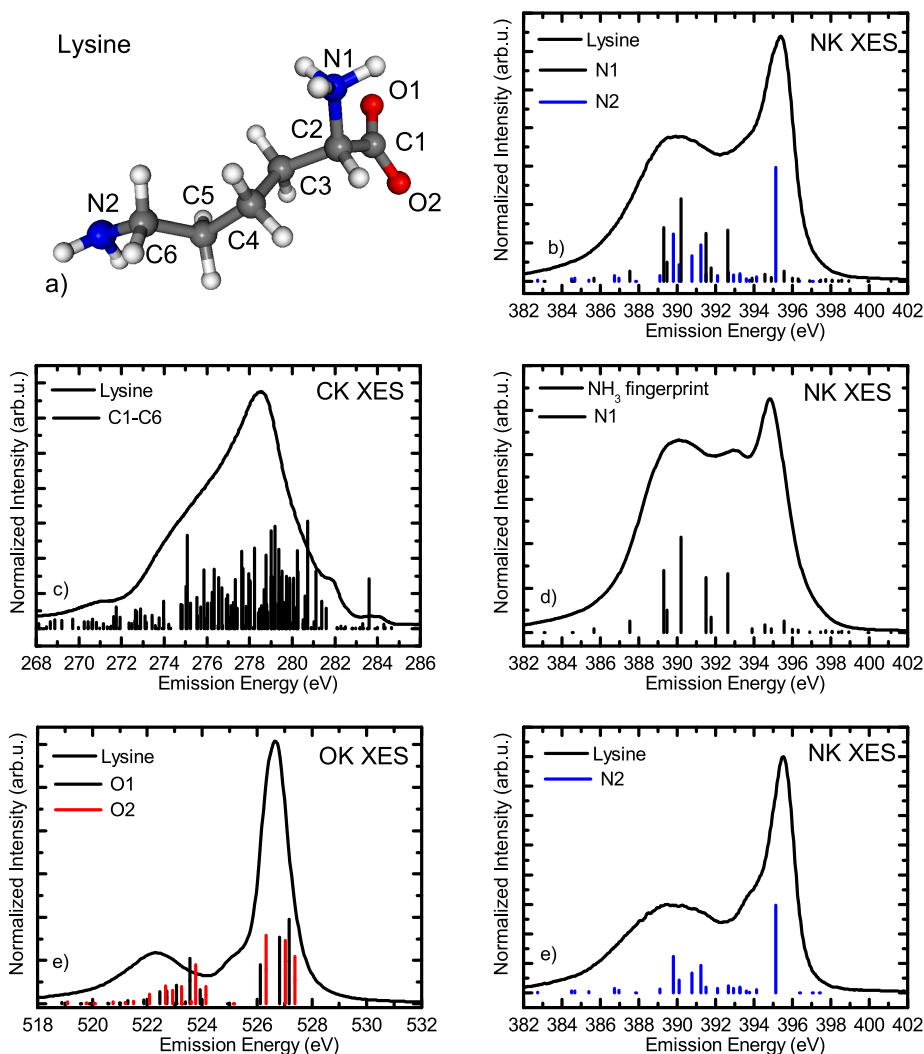 Lysine
N1
O1
C2
C1
C3
O2
C5
N2
C4
C6
a)
Normalized Intensity (arb.u.)
Lysine
N1
N2
NK XES
b)
382 384 386 388 390 392 394 396 398 400 402
Emission Energy (eV)
Normalized Intensity (arb.u.)
Lysine
C1-C6
CK XES
c)
268 270 272 274 276 278 280 282 284 286
Emission Energy (eV)
Normalized Intensity (arb.u.)
NH₃ fingerprint
N1
NK XES
d)
382 384 386 388 390 392 394 396 398 400 402
Emission Energy (eV)
Normalized Intensity (arb.u.)
Lysine
O1
O2
OK XES
e)
518 520 522 524 526 528 530 532
Emission Energy (eV)
Normalized Intensity (arb.u.)
Lysine
N2
NK XES
e)
382 384 386 388 390 392 394 396 398 400 402
Emission Energy (eV)